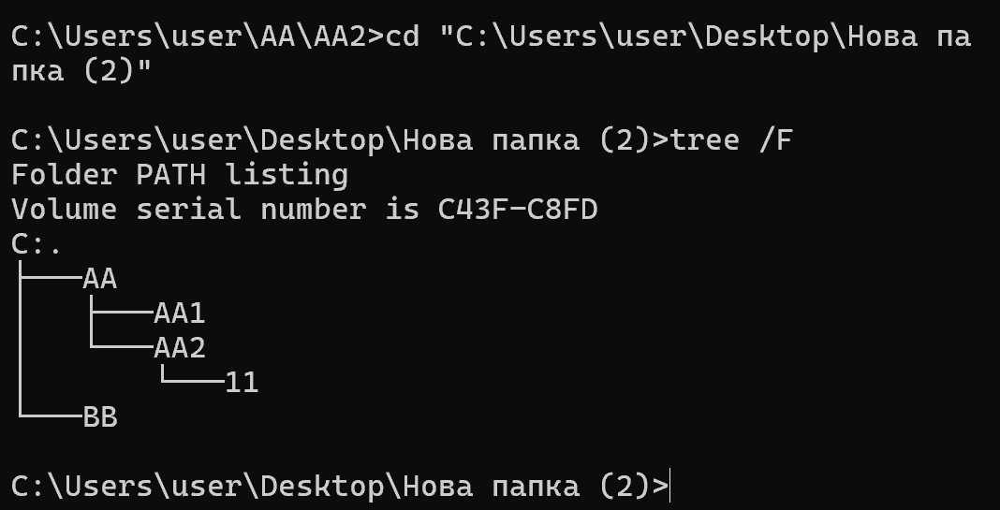 C:\Users\user\AA\AA2>cd "C:\Users\user\Desktop\Нова па
пка (2)"
C:\Users\user\Desktop\Нова папка (2)>tree /F
Folder PATH listing
Volume serial number is C43F-C8FD
C:.
├───AA
│   ├───AA1
│   └───AA2
│       └───11
└───BB
C:\Users\user\Desktop\Нова папка (2)>